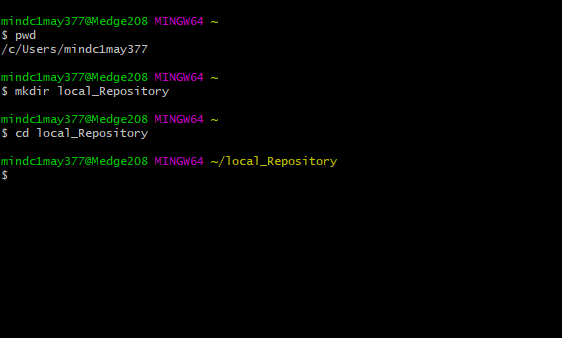 mindc1may377@Medge208 MINGW64 ~
$ pwd
/c/Users/mindc1may377
mindc1may377@Medge208 MINGW64 ~
$ mkdir local_Repository
mindc1may377@Medge208 MINGW64 ~
$ cd local_Repository
mindc1may377@Medge208 MINGW64 ~/local_Repository
$